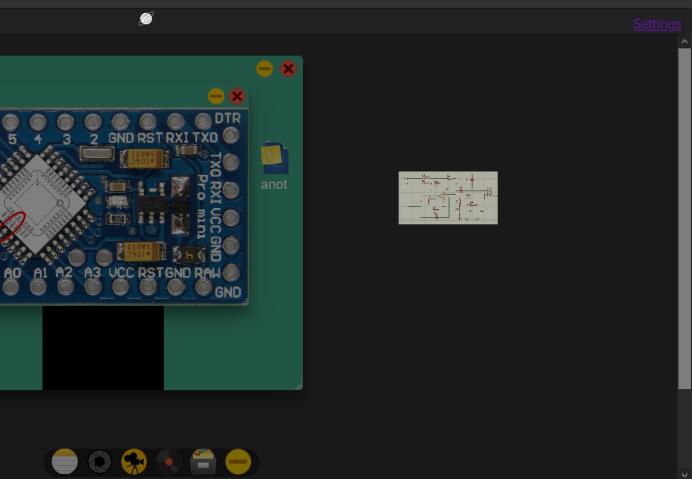 Settings
DTR
5 4 3 2 GND RST RXI TXO
TXO RXI VCC GND
Pro mini
anot
A0 A1 A2 A3 VCC RST GND RAW
GND